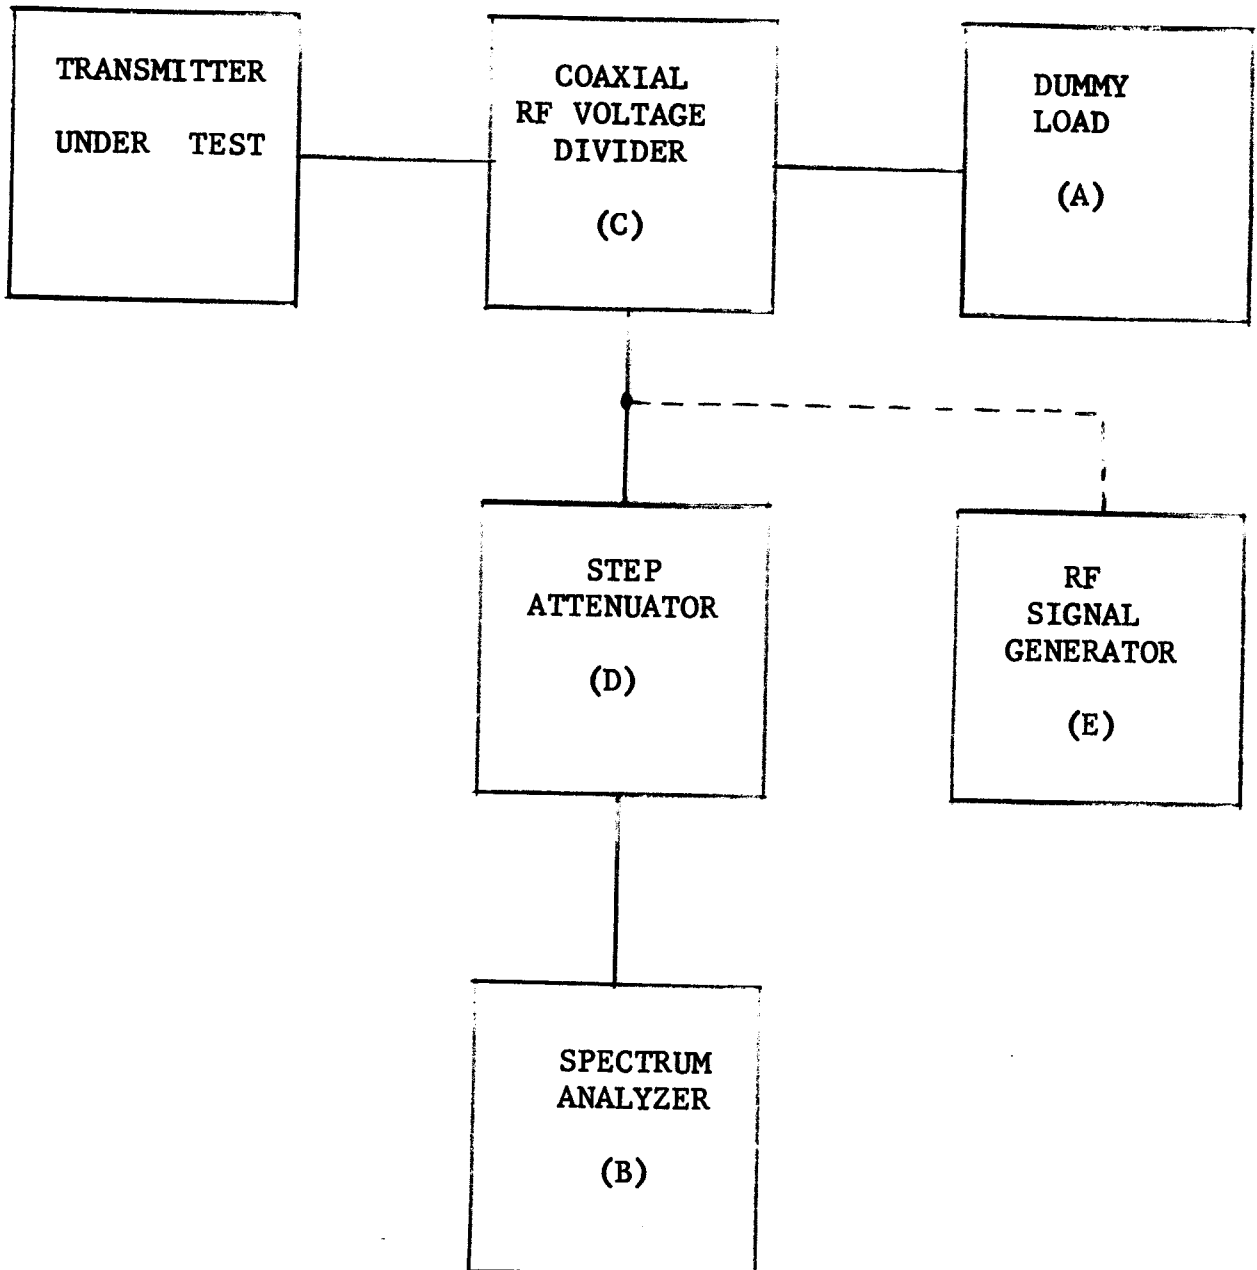 TRANSMITTER
UNDER TEST
COAXIAL
RF VOLTAGE
DIVIDER
(C)
DUMMY
LOAD
(A)
STEP
ATTENUATOR
(D)
RF
SIGNAL
GENERATOR
(E)
SPECTRUM
ANALYZER
(B)